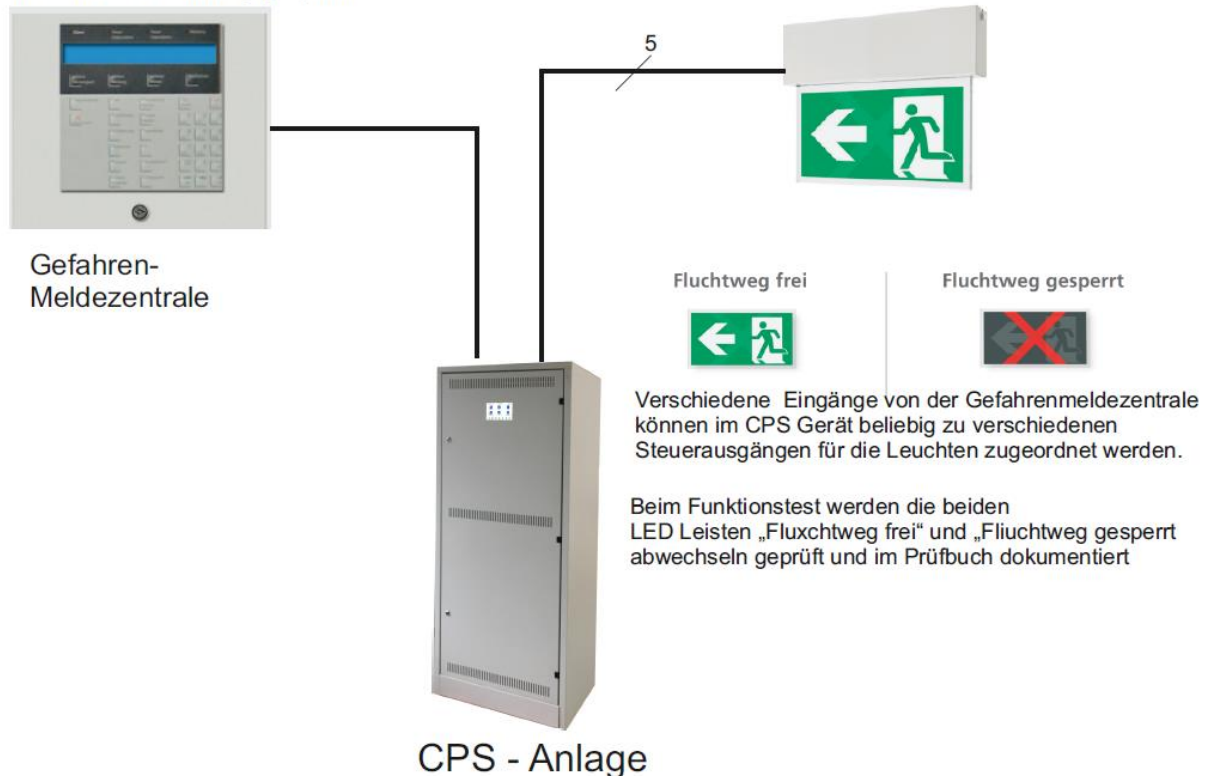 5
Gefahren-
Meldezentrale
Fluchtweg frei
Fluchtweg gesperrt
Verschiedene Eingänge von der Gefahrenmeldezentrale
können im CPS Gerät beliebig zu verschiedenen
Steuerausgängen für die Leuchten zugeordnet werden.
Beim Funktionstest werden die beiden
LED Leisten „Fluxchtweg frei“ und „Fliuchtweg gesperrt
abwechseln geprüft und im Prüfbuch dokumentiert
CPS - Anlage